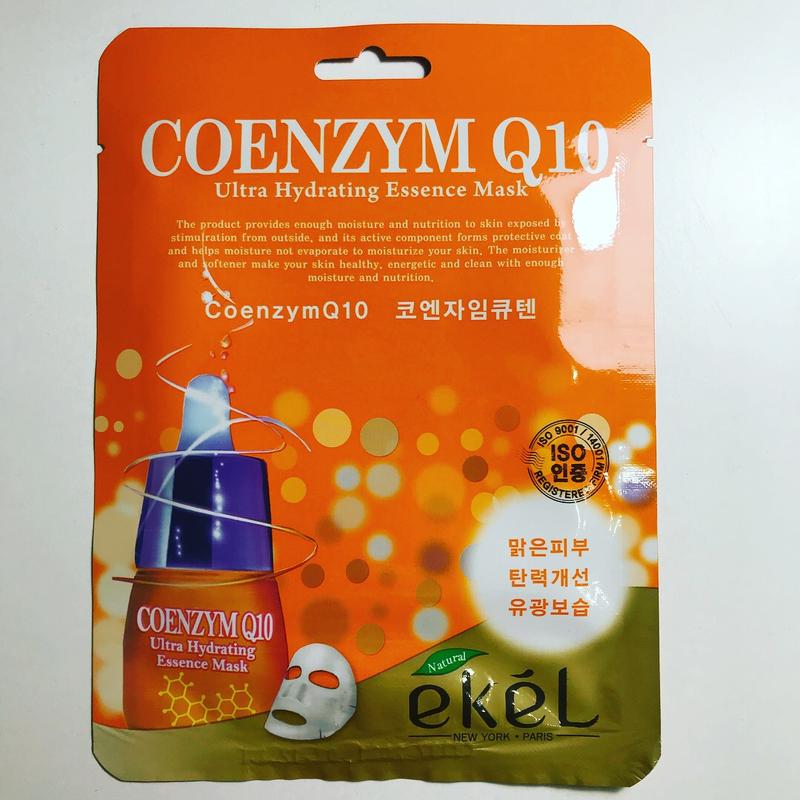 COENZYM Q10
Ultra Hydrating Essence Mask
The product provides enough moisture and nutrition to skin exposed by
stimulration from outside, and its active component forms protective coat
and helps moisture not evaporate to moisturize your skin. The moisturizer
and softener make your skin healthy, energetic and clean with enough
moisture and nutrition.
CoenzymQ10 코엔자임큐텐
ISO 9001 / 14001
ISO
인증
REGISTERED FIRM
맑은피부
탄력개선
유광보습
COENZYM Q10
Ultra Hydrating
Essence Mask
Natural
ekéL
NEW YORK • PARIS